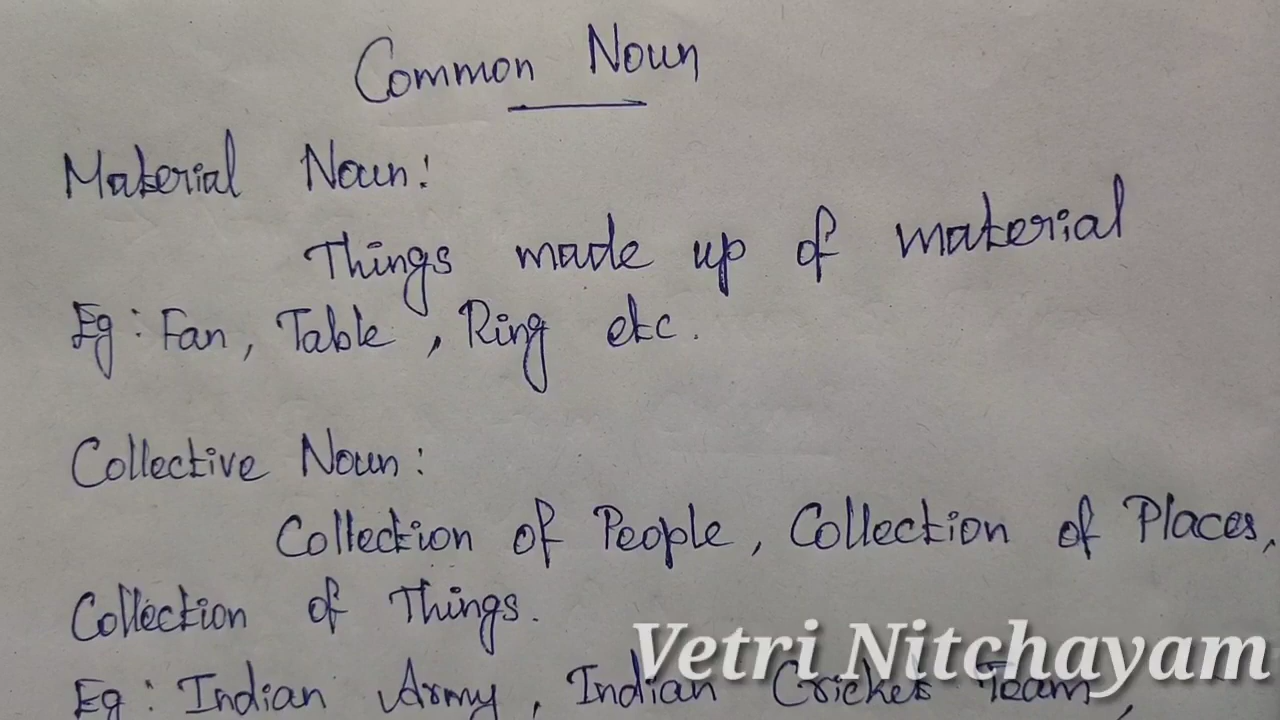 Common Noun
Material Noun:
Things made up of material
Eg: Fan, Table, Ring etc.
Collective Noun:
Collection of People, Collection of Places,
Collection of Things.
Vetri Nitchayam
Eg: Indian Army, Indian Cricket Team,